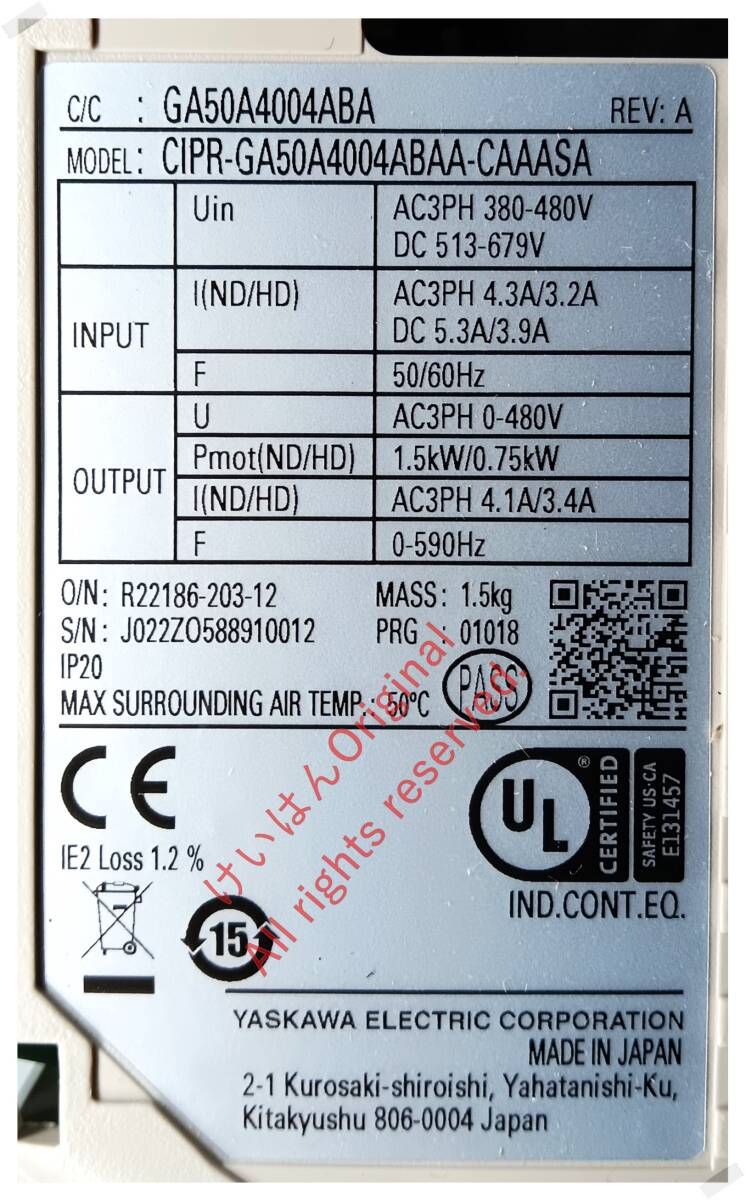 C/C : GA50A4004ABA REV: A
MODEL: CIPR-GA50A4004ABAA-CAAASA
Uin AC3PH 380-480V
DC 513-679V
INPUT I(ND/HD) AC3PH 4.3A/3.2A
DC 5.3A/3.9A
F 50/60Hz
OUTPUT U AC3PH 0-480V
Pmot(ND/HD) 1.5kW/0.75kW
I(ND/HD) AC3PH 4.1A/3.4A
F 0-590Hz
O/N: R22186-203-12 MASS: 1.5kg
S/N: J022ZO588910012 PRG : 01018
IP20
MAX SURROUNDING AIR TEMP.: 50°C PASS
CE
IE2 Loss 1.2 %
15
UL ® CERTIFIED
SAFETY US·CA
E131457
IND.CONT.EQ.
YASKAWA ELECTRIC CORPORATION
MADE IN JAPAN
2-1 Kurosaki-shiroishi, Yahatanishi-Ku,
Kitakyushu 806-0004 Japan
けいはんOriginal
All rights reserved.